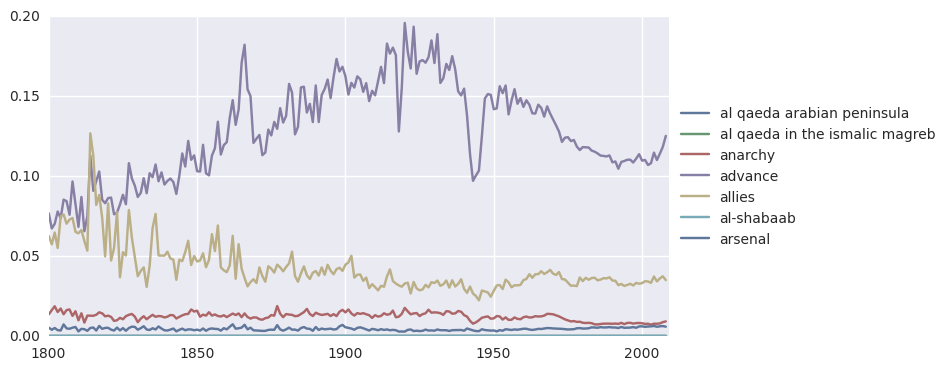 0.20
0.15
0.10
0.05
0.00
1800
1850
1900
1950
2000
al qaeda arabian peninsula
al qaeda in the ismalic magreb
anarchy
advance
allies
al-shabaab
arsenal